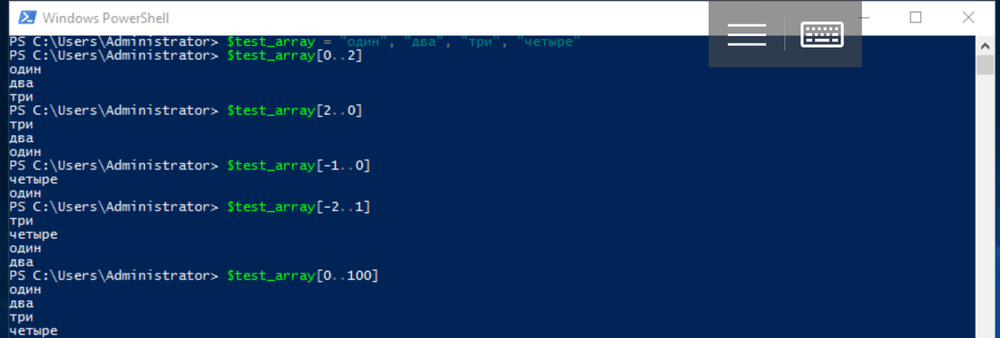 Windows PowerShell
PS C:\Users\Administrator> $test_array = "один", "два", "три", "четыре"
PS C:\Users\Administrator> $test_array[0..2]
один
два
три
PS C:\Users\Administrator> $test_array[2..0]
три
два
один
PS C:\Users\Administrator> $test_array[-1..0]
четыре
один
PS C:\Users\Administrator> $test_array[-2..1]
три
четыре
один
два
PS C:\Users\Administrator> $test_array[0..100]
один
два
три
четыре